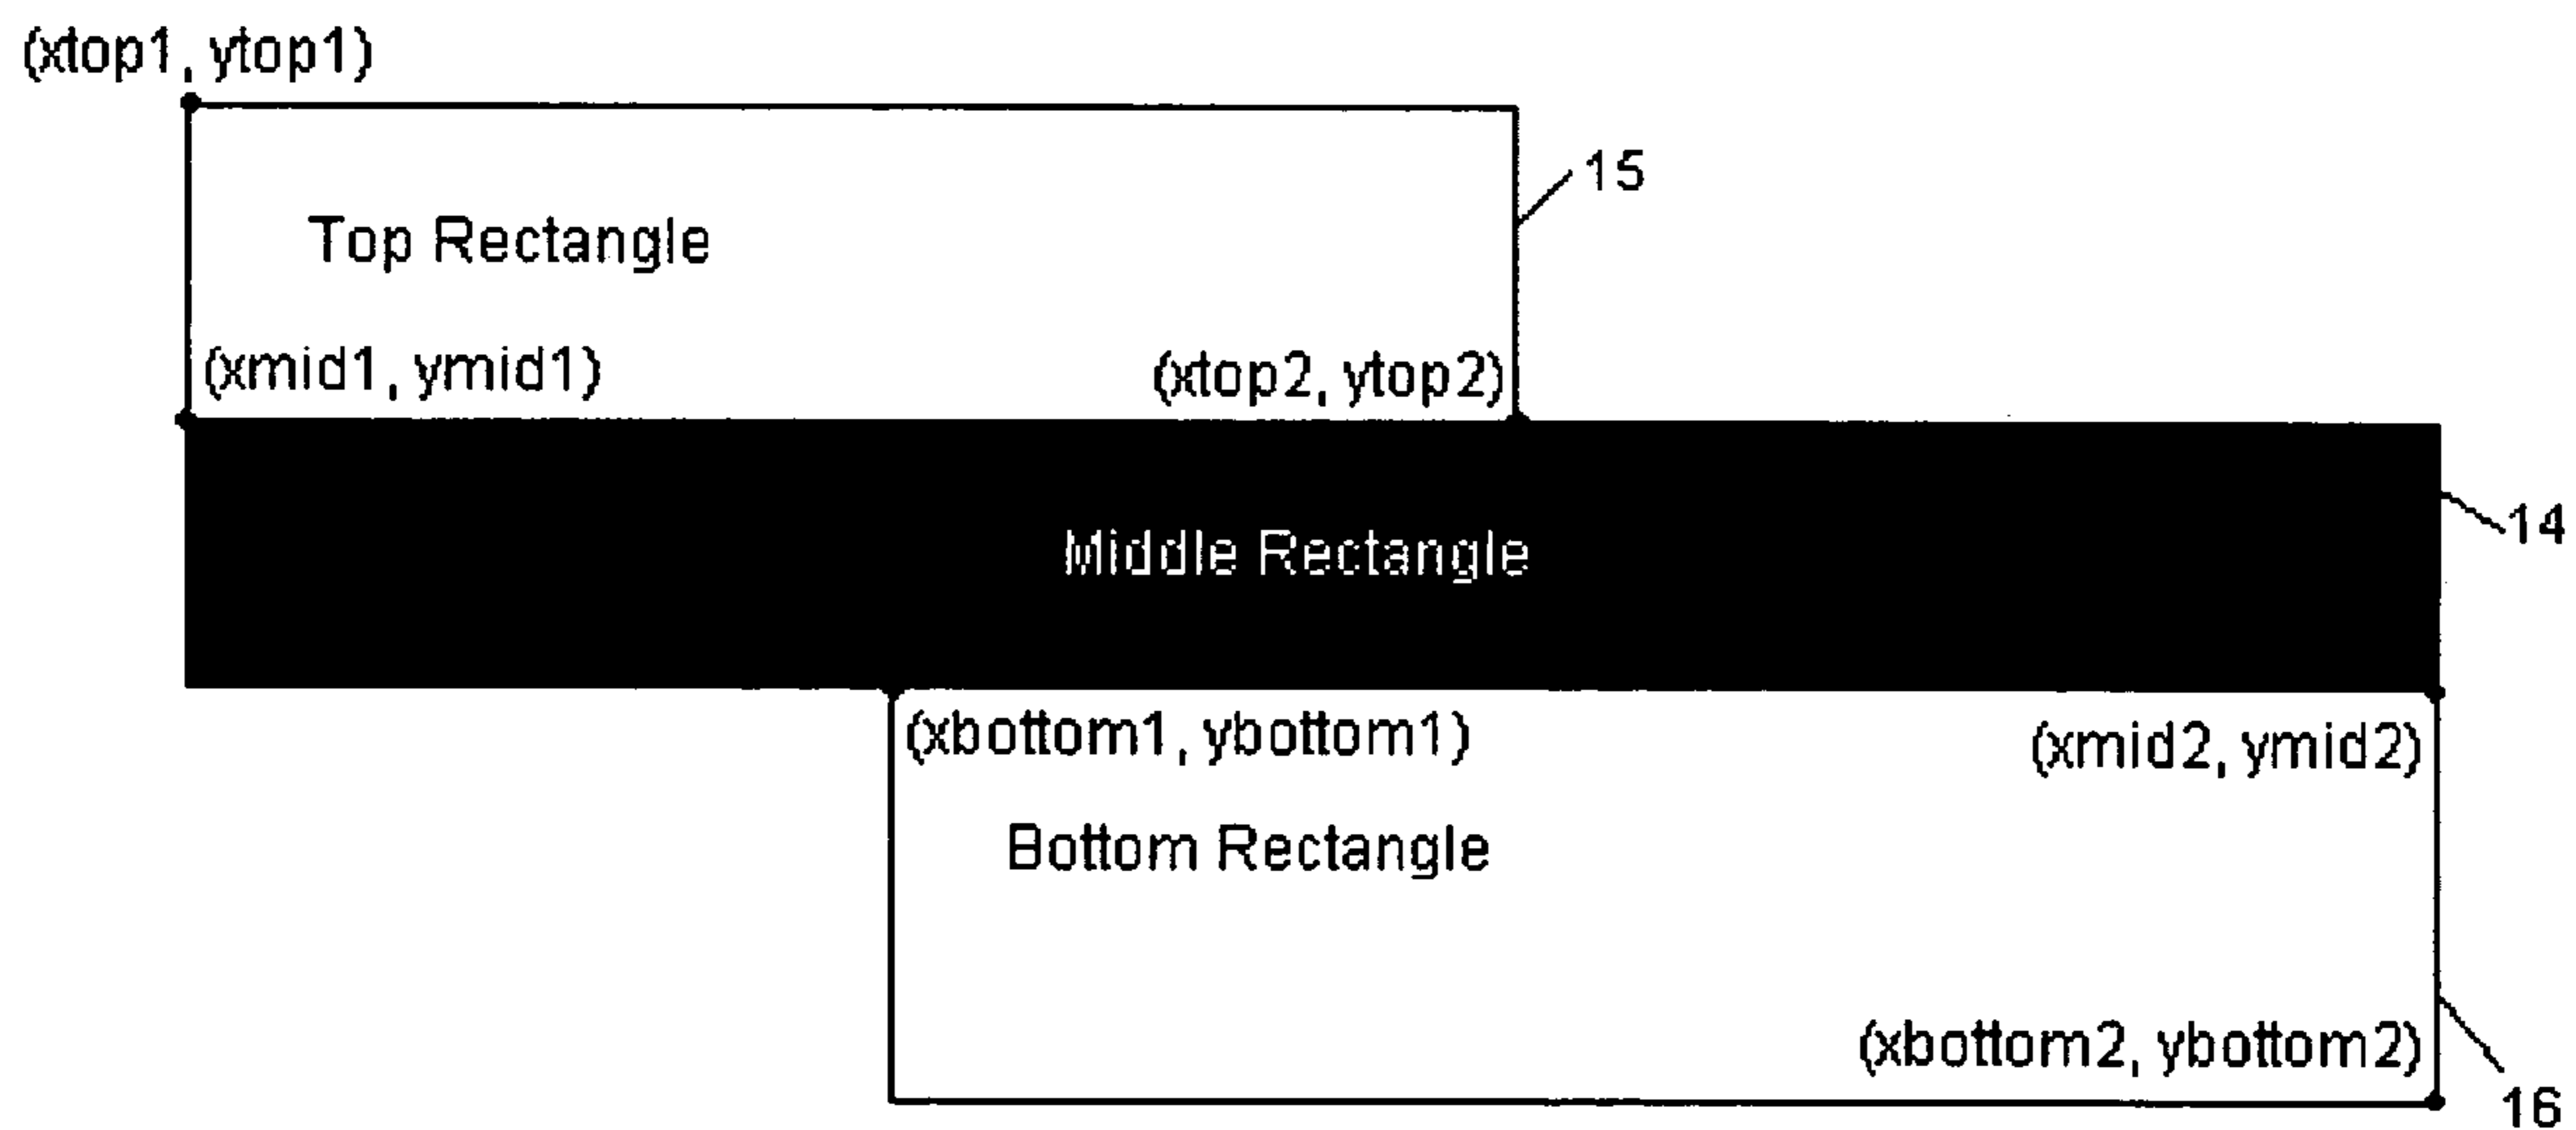 (xtop1, ytop1)
15
Top Rectangle
(xmid1, ymid1)
(xtop2, ytop2)
14
Middle Rectangle
(xbottom1, ybottom1)
(xmid2, ymid2)
Bottom Rectangle
(xbottom2, ybottom2)
16